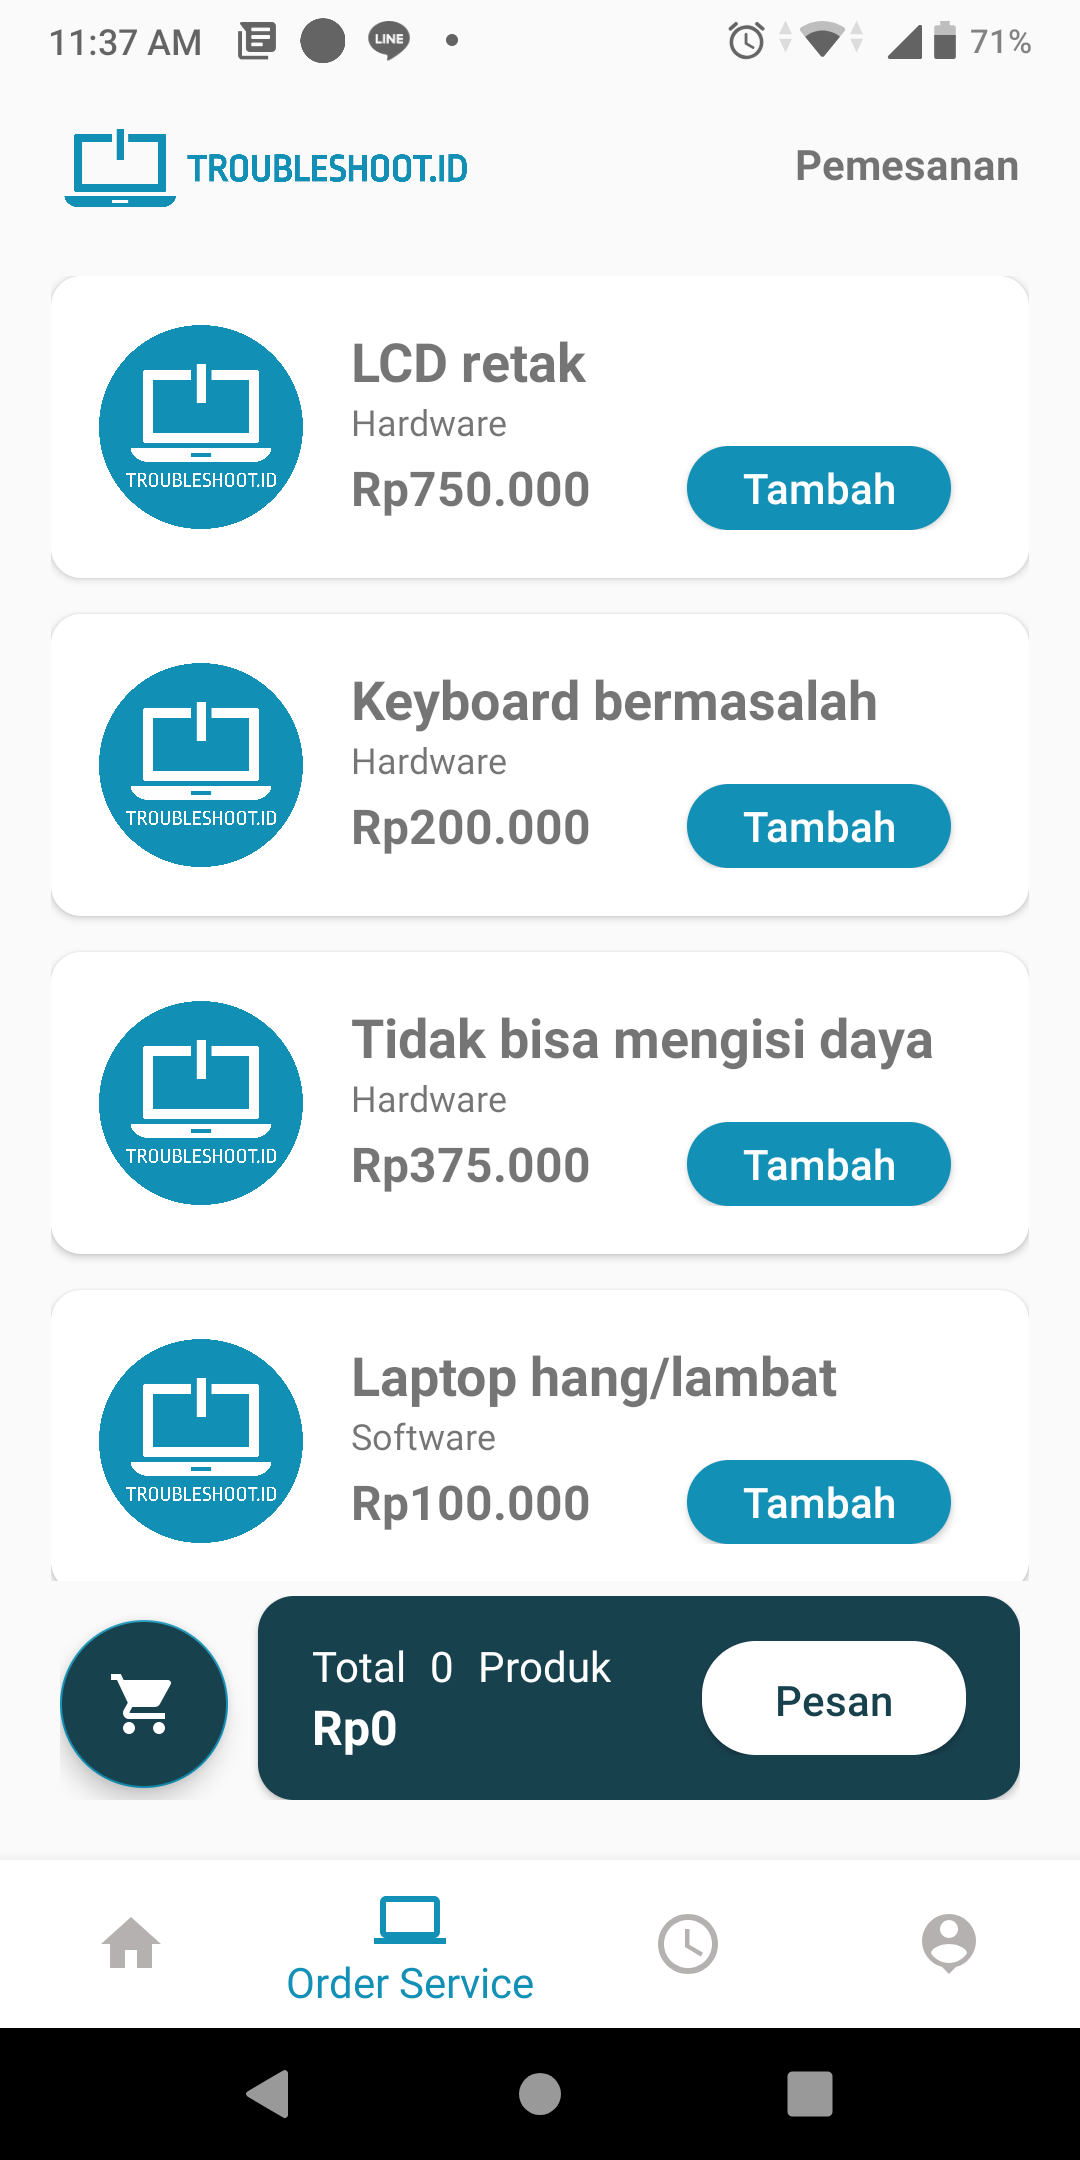 11:37 AM LINE 71%
TROUBLESHOOT.ID Pemesanan
LCD retak
Hardware
Rp750.000 Tambah
TROUBLESHOOT.ID
Keyboard bermasalah
Hardware
Rp200.000 Tambah
TROUBLESHOOT.ID
Tidak bisa mengisi daya
Hardware
Rp375.000 Tambah
TROUBLESHOOT.ID
Laptop hang/lambat
Software
Rp100.000 Tambah
TROUBLESHOOT.ID
Total 0 Produk
Rp0
Pesan
Order Service